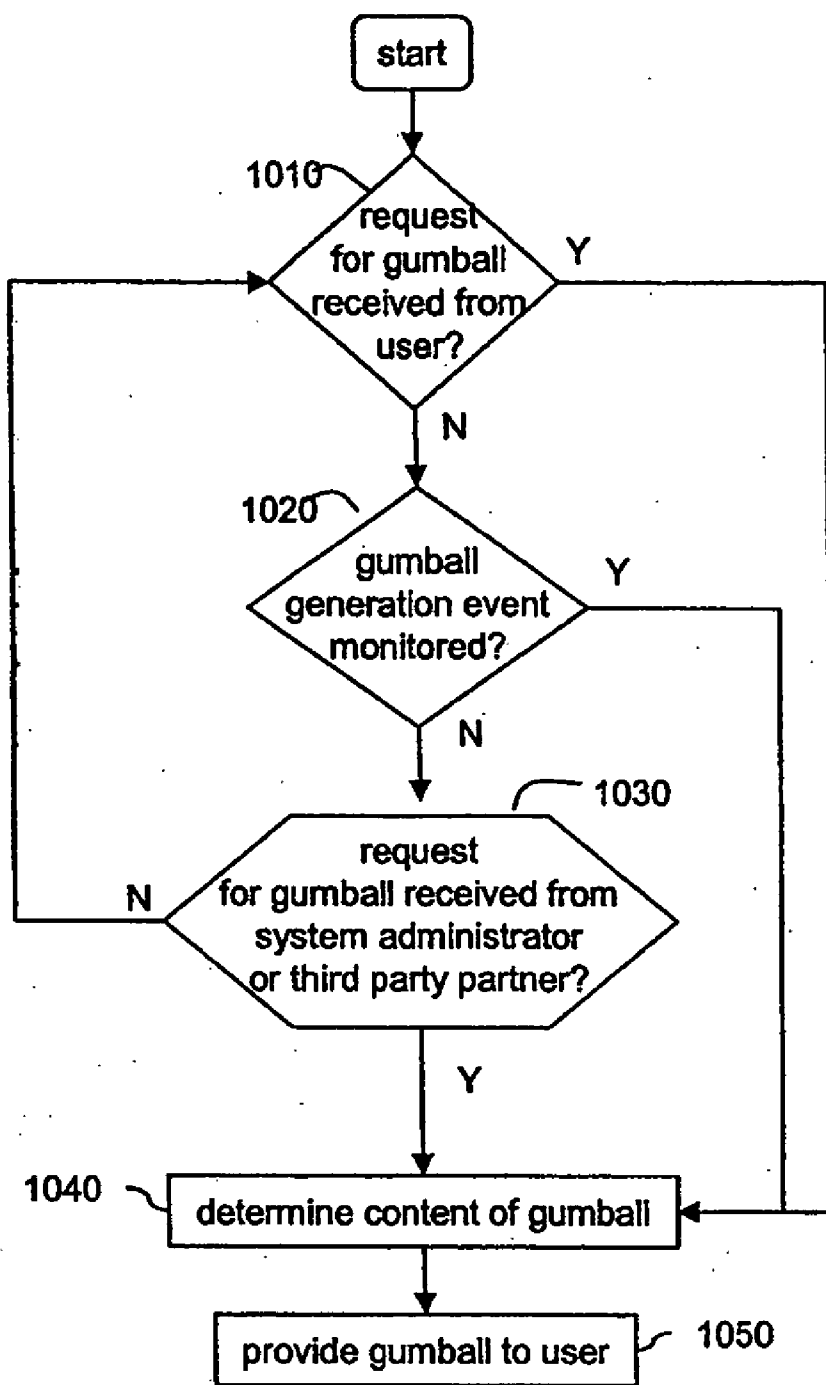 start
1010
request
for gumball
received from
user?
Y
N
1020
gumball
generation event
monitored?
Y
N
1030
request
for gumball received from
system administrator
or third party partner?
N
Y
1040
determine content of gumball
provide gumball to user
1050